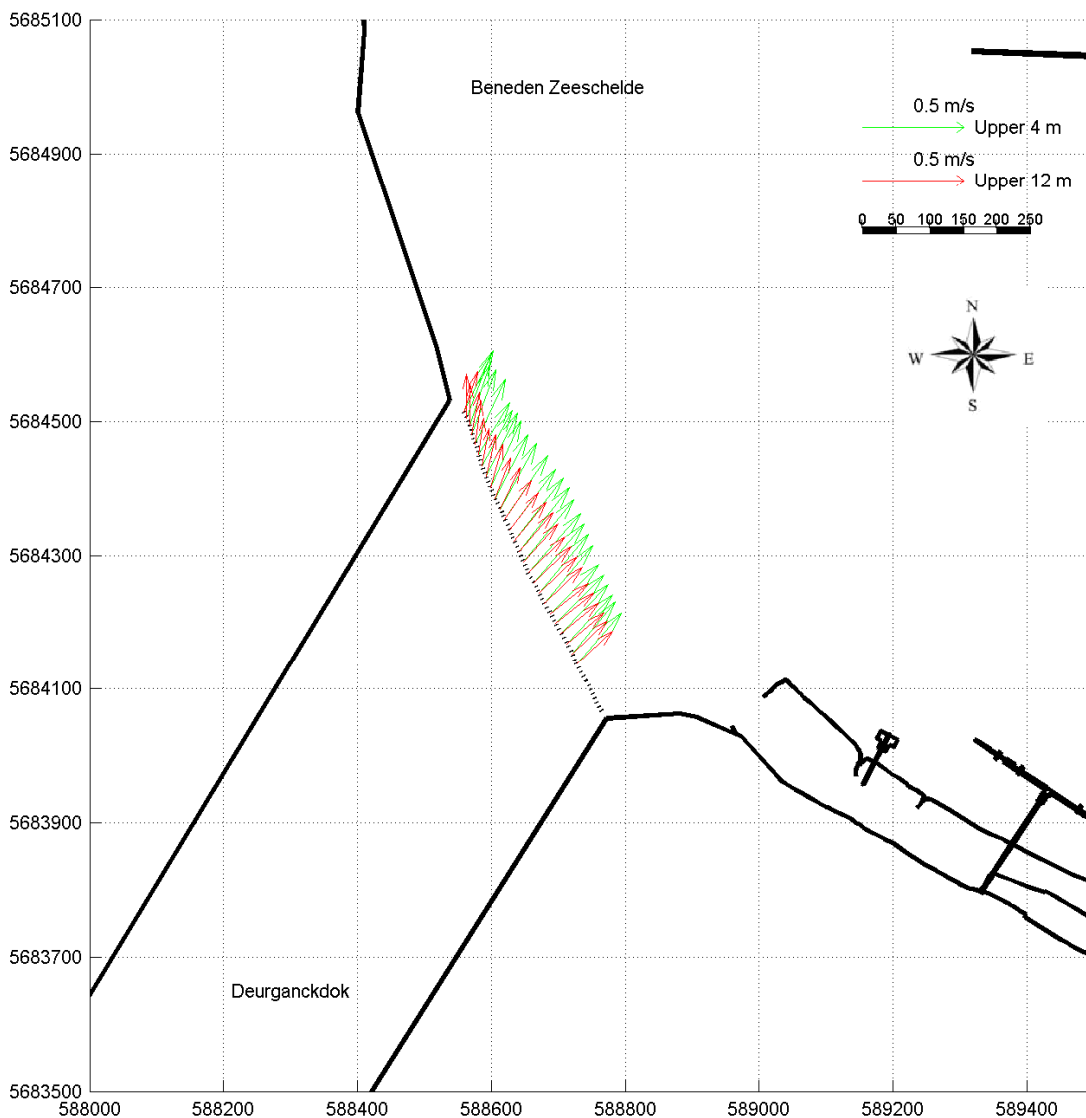 5685100
Beneden Zeeschelde
0.5 m/s
Upper 4 m
5684900
0.5 m/s
Upper 12 m
0 50 100 150 200 250
5684700
N
W E
S
5684500
5684300
5684100
5683900
5683700
Deurganckdok
5683500
588000 588200 588400 588600 588800 589000 589200 589400